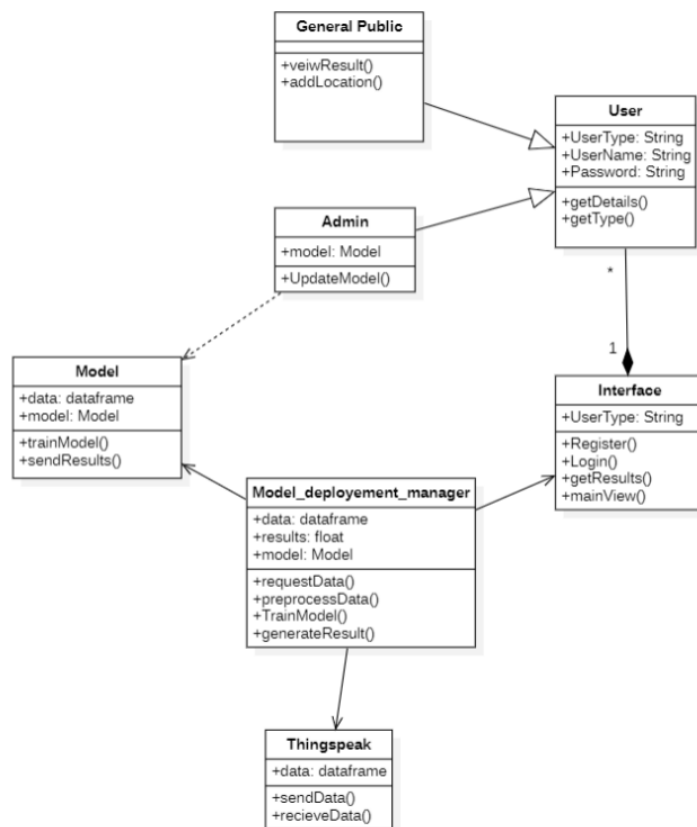 General Public
+veiwResult()
+addLocation()
User
+UserType: String
+UserName: String
+Password: String
+getDetails()
+getType()
Admin
+model: Model
+UpdateModel()
*
1
Model
+data: dataframe
+model: Model
+trainModel()
+sendResults()
Interface
+UserType: String
+Register()
+Login()
+getResults()
+mainView()
Model_deployement_manager
+data: dataframe
+results: float
+model: Model
+requestData()
+preprocessData()
+TrainModel()
+generateResult()
Thingspeak
+data: dataframe
+sendData()
+recieveData()